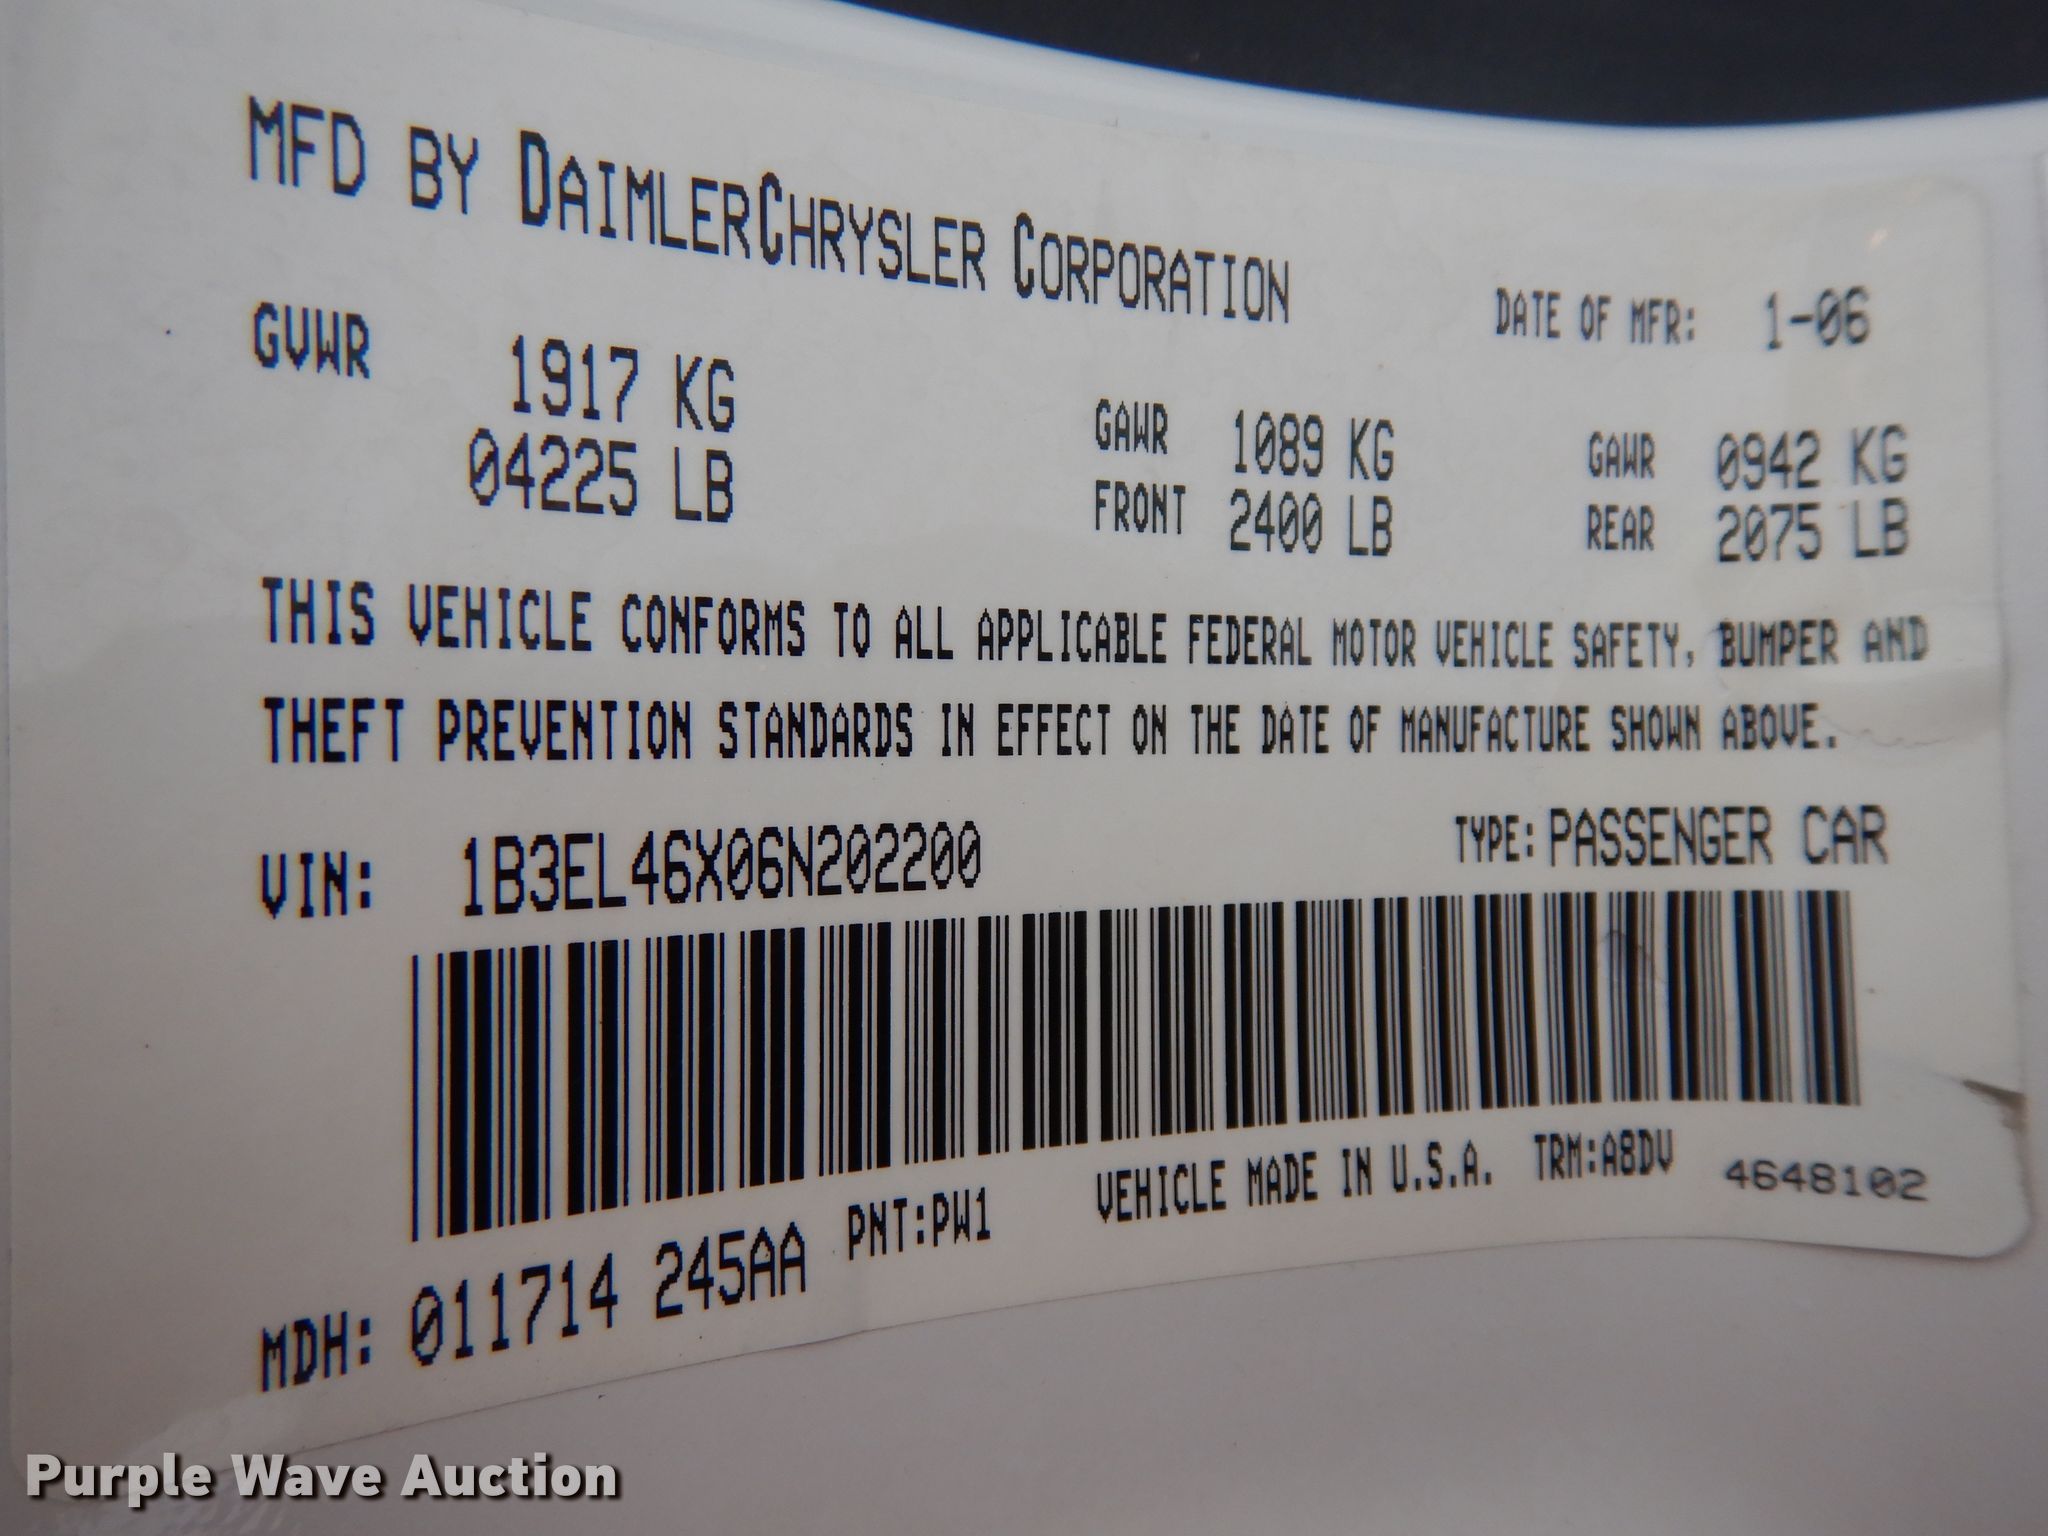 MFD BY DAIMLERCHRYSLER CORPORATION
DATE OF MFR: 1-06
GVWR 1917 KG
04225 LB
GAWR 1089 KG
FRONT 2400 LB
GAWR 0942 KG
REAR 2075 LB
THIS VEHICLE CONFORMS TO ALL APPLICABLE FEDERAL MOTOR VEHICLE SAFETY, BUMPER AND
THEFT PREVENTION STANDARDS IN EFFECT ON THE DATE OF MANUFACTURE SHOWN ABOVE.
VIN: 1B3EL46X06N202200
TYPE: PASSENGER CAR
MDH: 011714 245AA PNT:PW1
VEHICLE MADE IN U.S.A. TRM:A8DV 4648102
Purple Wave Auction